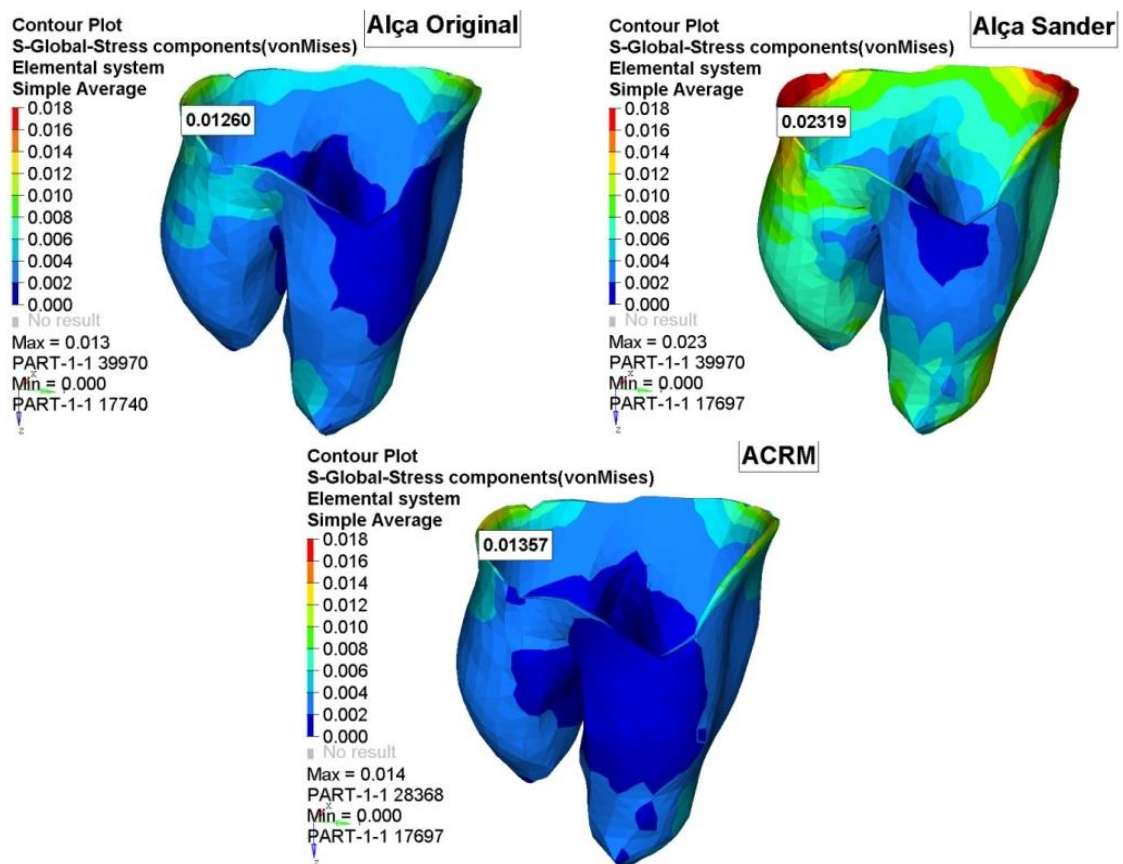 Alça Original
Contour Plot
S-Global-Stress components(vonMises)
Elemental system
Simple Average
0.018
0.016
0.014
0.012
0.010
0.008
0.006
0.004
0.002
0.000
No result
Max = 0.013
PART-1-1 39970
Min = 0.000
PART-1-1 17740
X
Z
0.01260
Alça Sander
Contour Plot
S-Global-Stress components(vonMises)
Elemental system
Simple Average
0.018
0.016
0.014
0.012
0.010
0.008
0.006
0.004
0.002
0.000
No result
Max = 0.023
PART-1-1 39970
Min = 0.000
PART-1-1 17697
X
Z
0.02319
ACRM
Contour Plot
S-Global-Stress components(vonMises)
Elemental system
Simple Average
0.018
0.016
0.014
0.012
0.010
0.008
0.006
0.004
0.002
0.000
No result
Max = 0.014
PART-1-1 28368
Min = 0.000
PART-1-1 17697
X
Z
0.01357